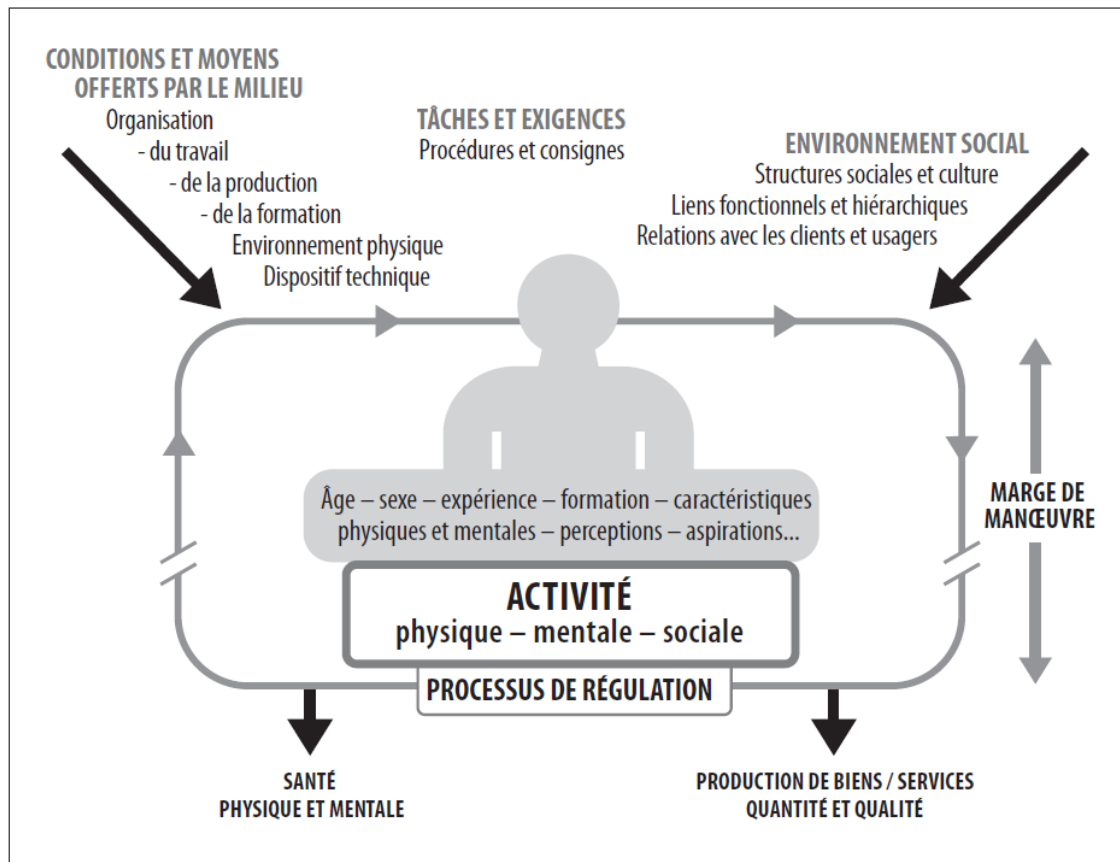 CONDITIONS ET MOYENS
OFFERTS PAR LE MILIEU
Organisation
- du travail
- de la production
- de la formation
Environnement physique
Dispositif technique
TÂCHES ET EXIGENCES
Procédures et consignes
ENVIRONNEMENT SOCIAL
Structures sociales et culture
Liens fonctionnels et hiérarchiques
Relations avec les clients et usagers
Âge – sexe – expérience – formation – caractéristiques
physiques et mentales – perceptions – aspirations...
MARGE DE
MANŒUVRE
ACTIVITÉ
physique – mentale – sociale
PROCESSUS DE RÉGULATION
SANTÉ
PHYSIQUE ET MENTALE
PRODUCTION DE BIENS / SERVICES
QUANTITÉ ET QUALITÉ